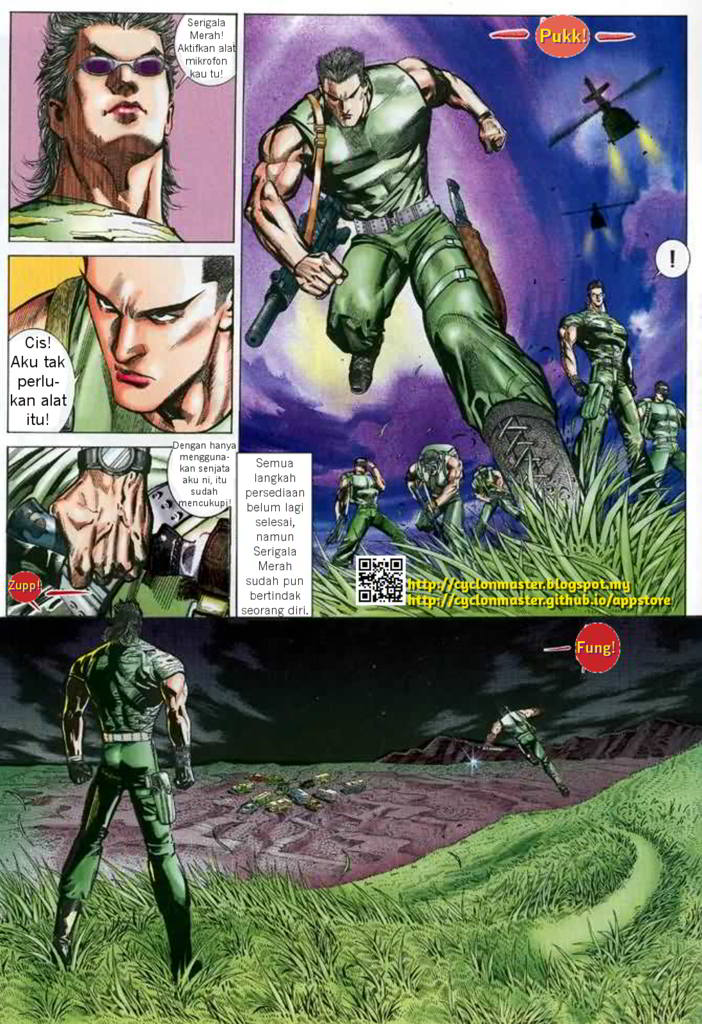 Serigala
Merah!
Aktifkan alat
mikrofon
kau tu!
Pukk!
!
Cis!
Aku tak
perlu-
kan alat
itu!
Dengan hanya
mengguna-
kan senjata
aku ni, itu
sudah
mencukupi!
Zupp!
Semua
langkah
persediaan
belum lagi
selesai,
namun
Serigala
Merah
sudah pun
bertindak
seorang diri.
http://cyclonmaster.blogspot.my
http://cyclonmaster.github.io/appstore
Fung!